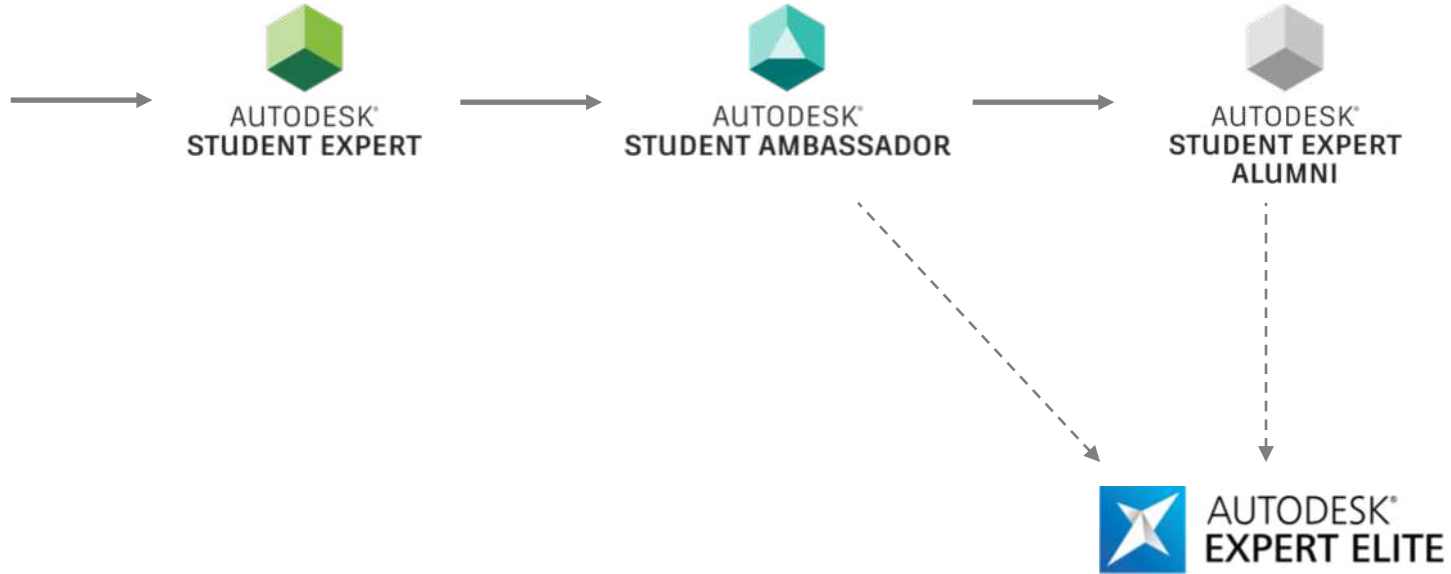 AUTODESK®
STUDENT EXPERT
AUTODESK®
STUDENT AMBASSADOR
AUTODESK®
STUDENT EXPERT
ALUMNI
AUTODESK®
EXPERT ELITE